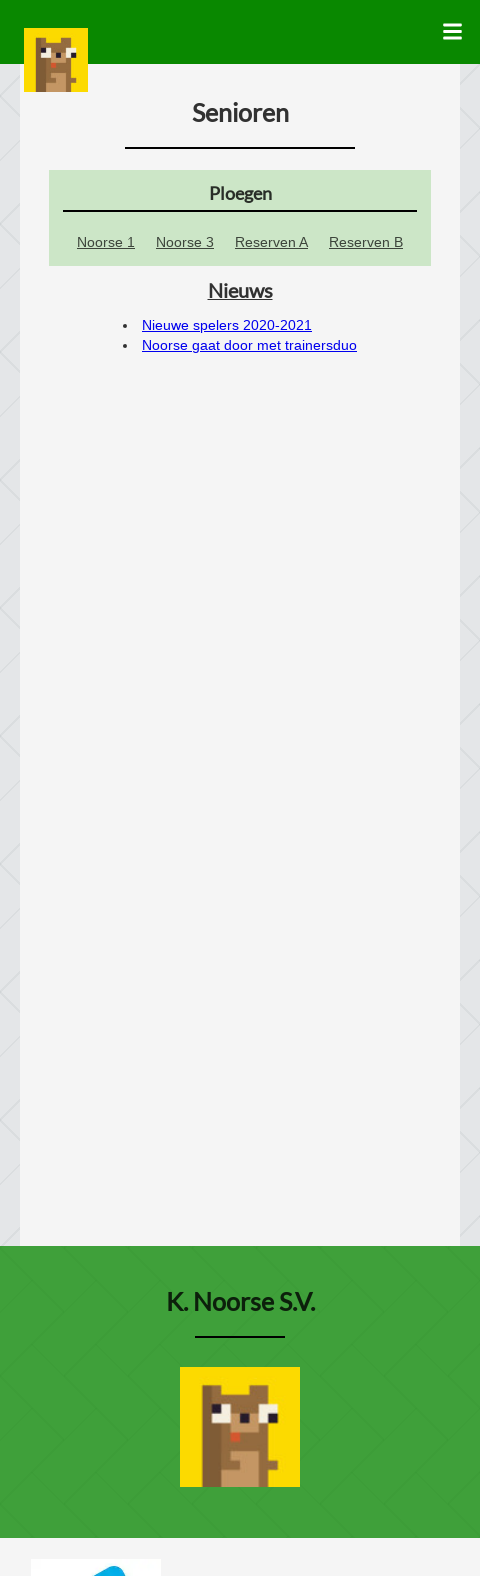 Senioren
Ploegen
Noorse 1 Noorse 3 Reserven A Reserven B
Nieuws
Nieuwe spelers 2020-2021
Noorse gaat door met trainersduo
K. Noorse S.V.